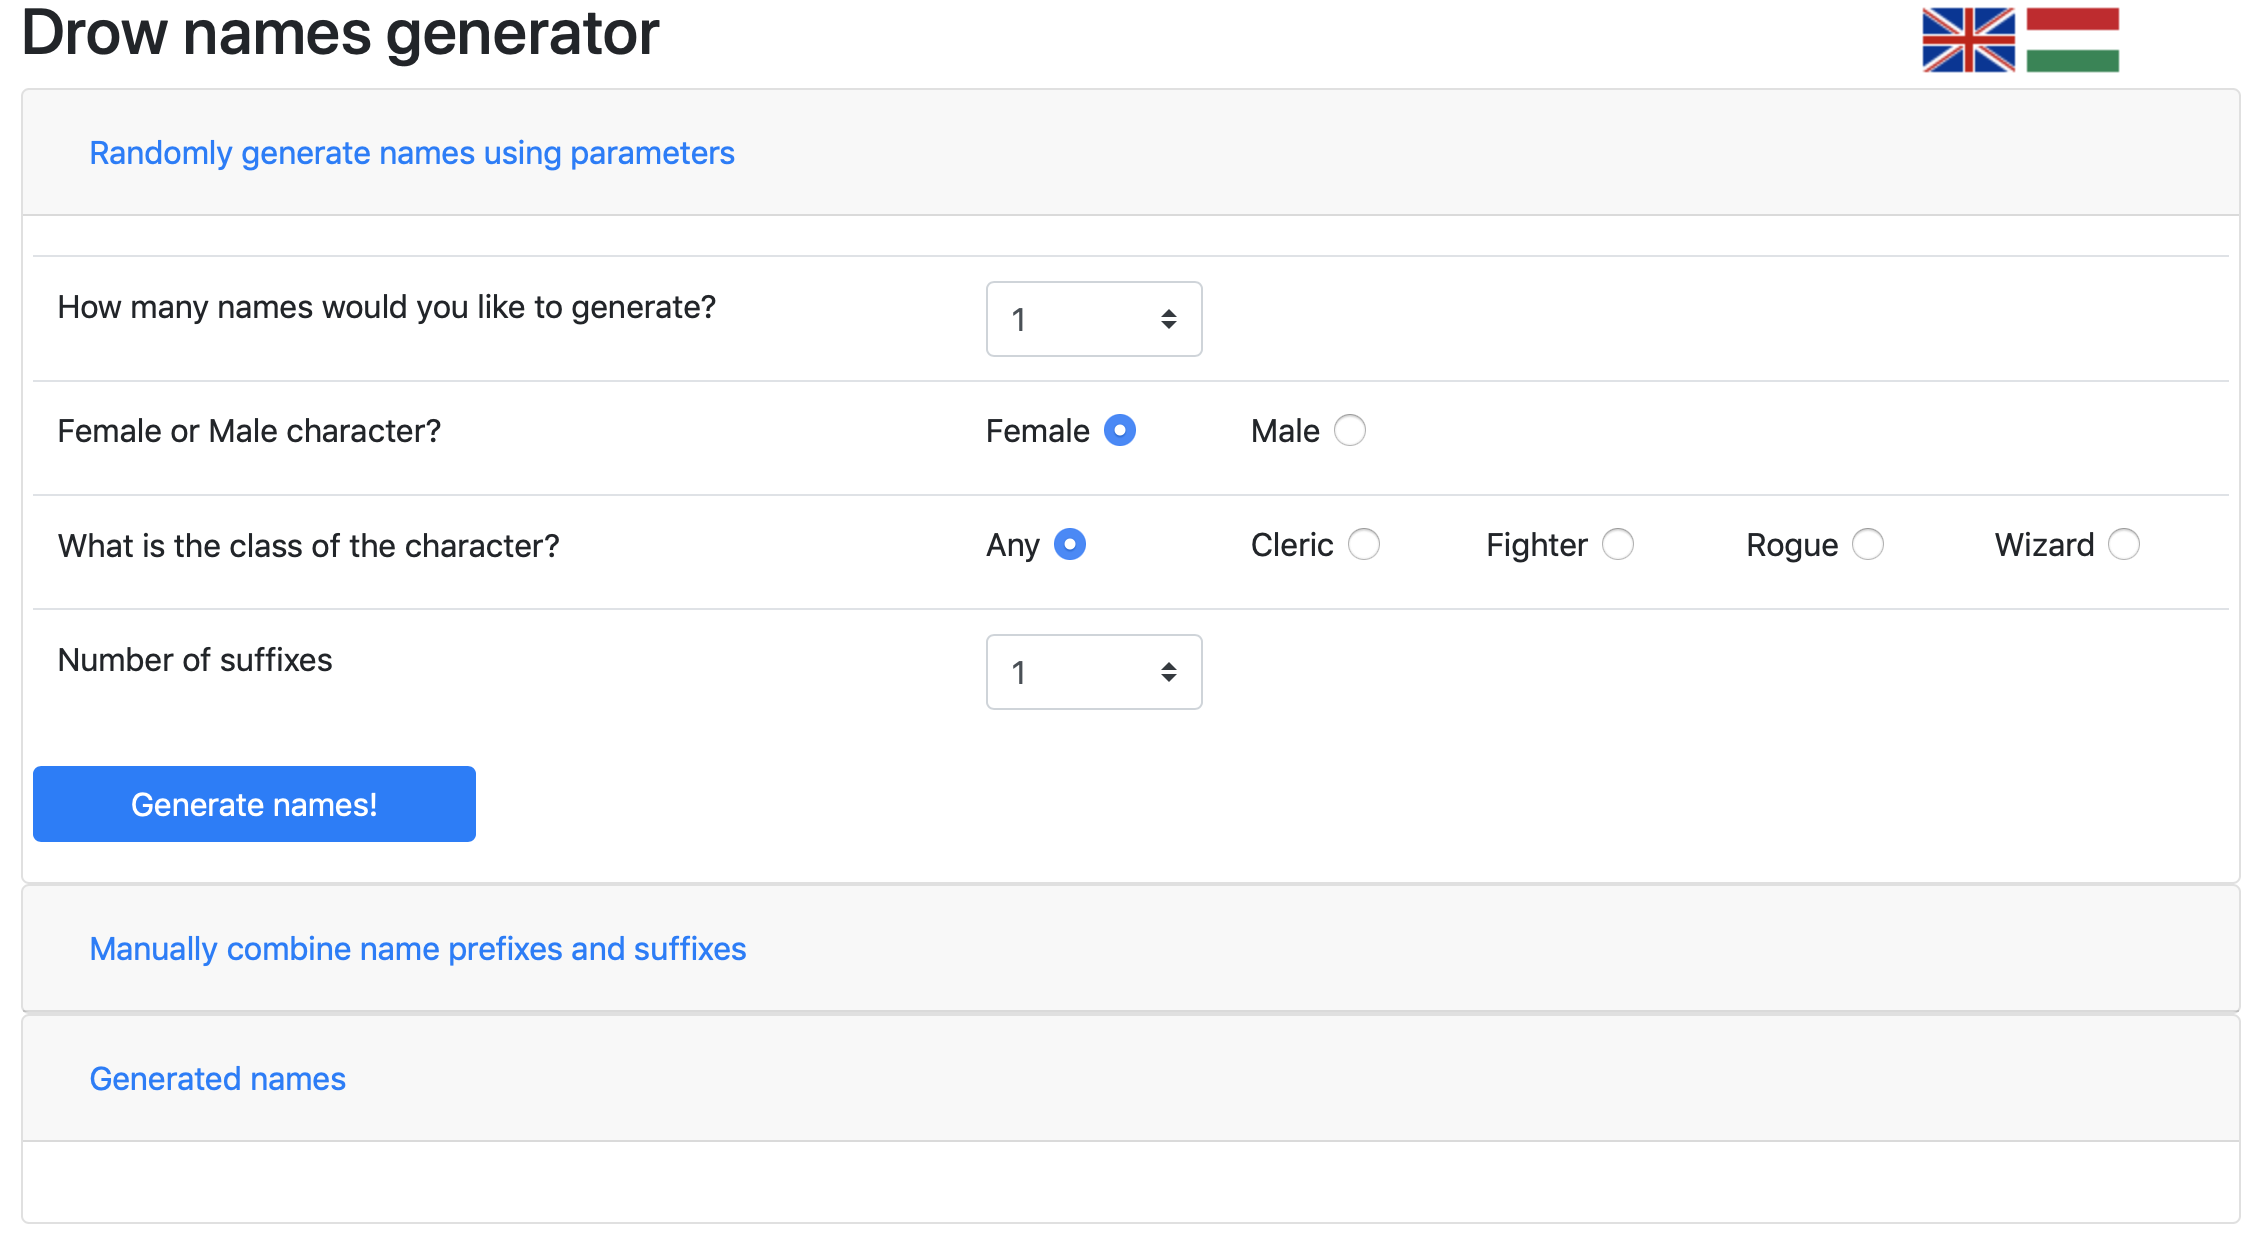 Drow names generator
Randomly generate names using parameters
How many names would you like to generate? 1
Female or Male character? Female Male
What is the class of the character? Any Cleric Fighter Rogue Wizard
Number of suffixes 1
Generate names!
Manually combine name prefixes and suffixes
Generated names